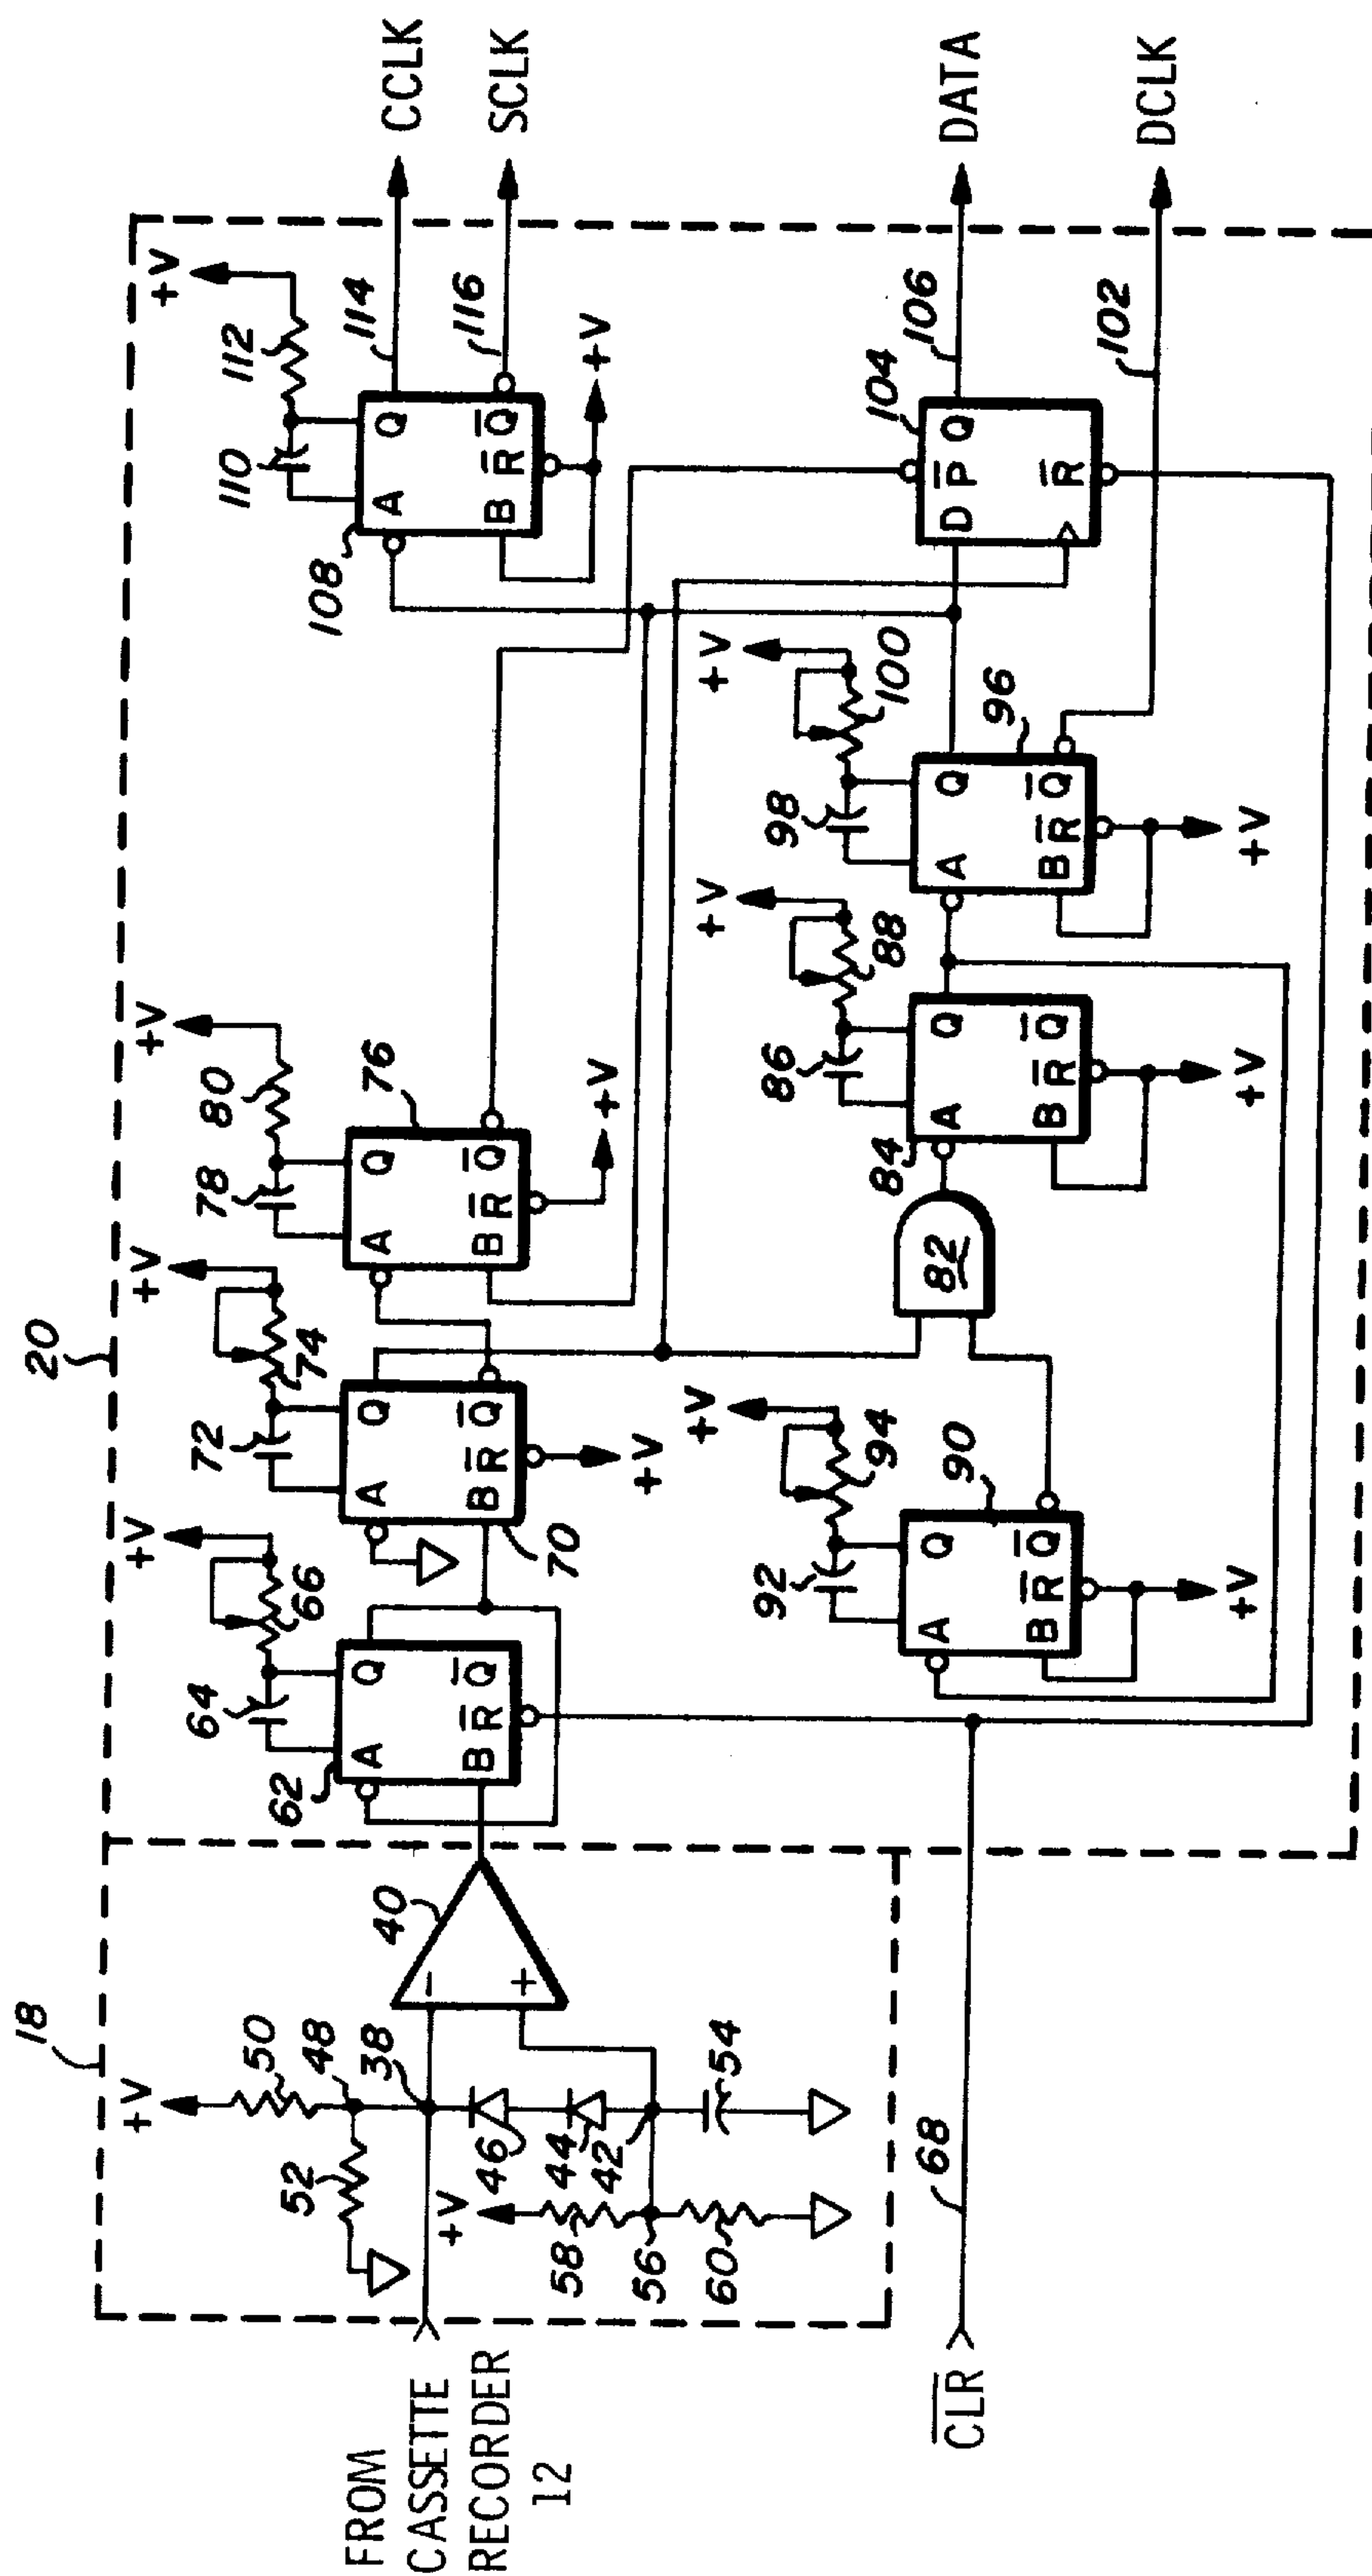 18
20
FROM
CASSETTE
RECORDER
12
+V
50
48
52
38
46
44
42
54
+V
58
56
60
40
- 
+
CLR
68
+V
64
66
62
A
Q
B
R
Q
+V
72
74
70
A
Q
B
R
Q
+V
+V
78
80
76
A
Q
B
R
Q
+V
+V
110
112
108
A
Q
B
R
Q
+V
114
CCLK
116
SCLK
+V
92
94
90
A
Q
B
R
Q
+V
82
+V
86
88
84
A
Q
B
R
Q
+V
+V
98
100
96
A
Q
B
R
Q
+V
104
D
P
Q
R
106
DATA
102
DCLK